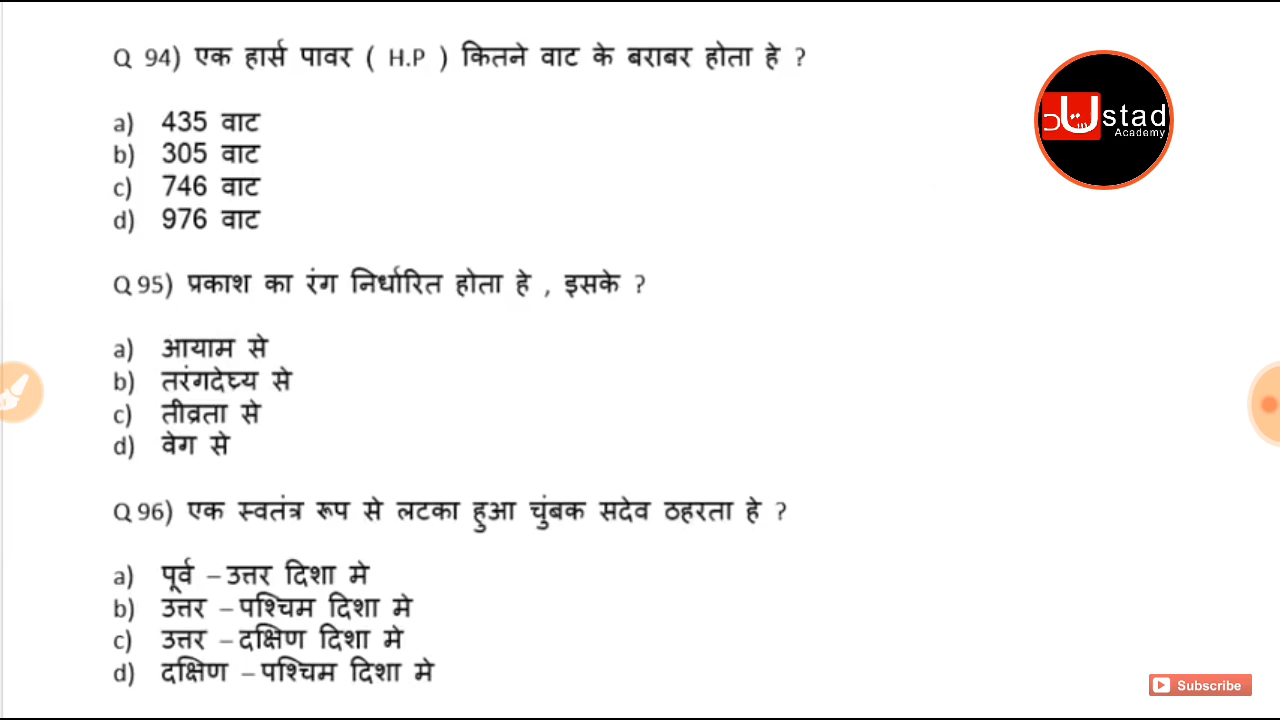 Q 94) एक हार्स पावर ( H.P ) कितने वाट के बराबर होता हे ?
a) 435 वाट
b) 305 वाट
c) 746 वाट
d) 976 वाट
Q 95) प्रकाश का रंग निर्धारित होता हे , इसके ?
a) आयाम से
b) तरंगदेघ्य से
c) तीव्रता से
d) वेग से
Q 96) एक स्वतंत्र रूप से लटका हुआ चुंबक सदेव ठहरता हे ?
a) पूर्व – उत्तर दिशा मे
b) उत्तर – पश्चिम दिशा मे
c) उत्तर – दक्षिण दिशा मे
d) दक्षिण – पश्चिम दिशा मे
Ustad
Academy
Subscribe